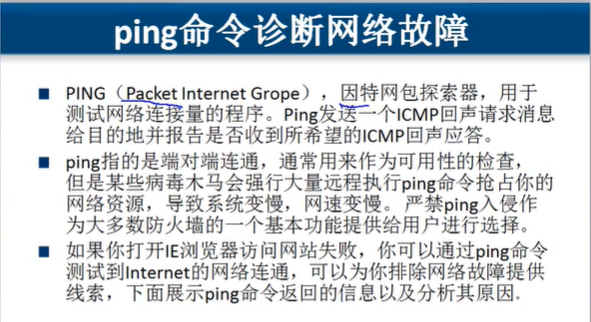 ping命令诊断网络故障
PING（Packet Internet Grope），因特网包探索器，用于
测试网络连接量的程序。Ping发送一个ICMP回声请求消息
给目的地并报告是否收到所希望的ICMP回声应答。
ping指的是端对端连通，通常用来作为可用性的检查，
但是某些病毒木马会强行大量远程执行ping命令抢占你的
网络资源，导致系统变慢，网速变慢。严禁ping入侵作
为大多数防火墙的一个基本功能提供给用户进行选择。
如果你打开IE浏览器访问网站失败，你可以通过ping命令
测试到Internet的网络连通，可以为你排除网络故障提供
线索，下面展示ping命令返回的信息以及分析其原因.